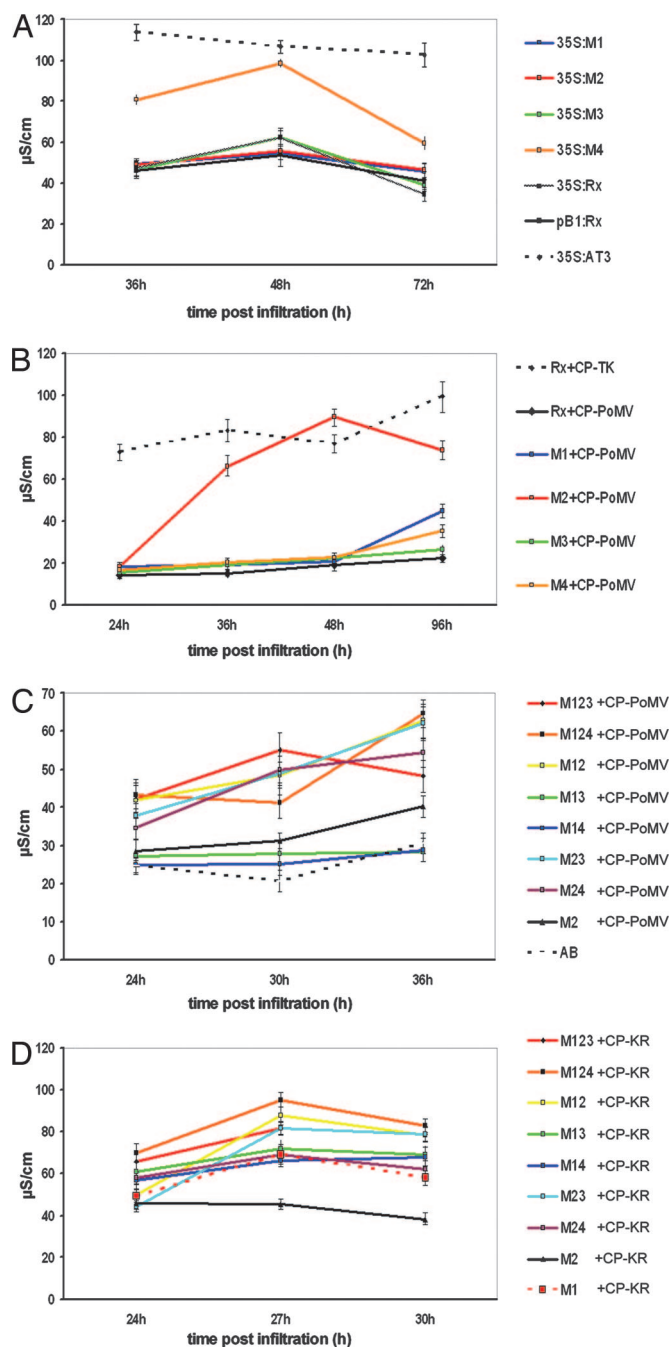 A
µS/cm
120
100
80
60
40
20
0
36h 48h 72h
time post infiltration (h)
35S:M1
35S:M2
35S:M3
35S:M4
35S:Rx
pB1:Rx
35S:AT3
B
µS/cm
120
100
80
60
40
20
0
24h 36h 48h 96h
time post infiltration (h)
Rx+CP-TK
Rx+CP-PoMV
M1+CP-PoMV
M2+CP-PoMV
M3+CP-PoMV
M4+CP-PoMV
C
µS/cm
70
60
50
40
30
20
10
0
24h 30h 36h
time post infiltration (h)
M123 +CP-PoMV
M124 +CP-PoMV
M12 +CP-PoMV
M13 +CP-PoMV
M14 +CP-PoMV
M23 +CP-PoMV
M24 +CP-PoMV
M2 +CP-PoMV
AB
D
µS/cm
120
100
80
60
40
20
0
24h 27h 30h
time post infiltration (h)
M123 +CP-KR
M124 +CP-KR
M12 +CP-KR
M13 +CP-KR
M14 +CP-KR
M23 +CP-KR
M24 +CP-KR
M2 +CP-KR
M1 +CP-KR